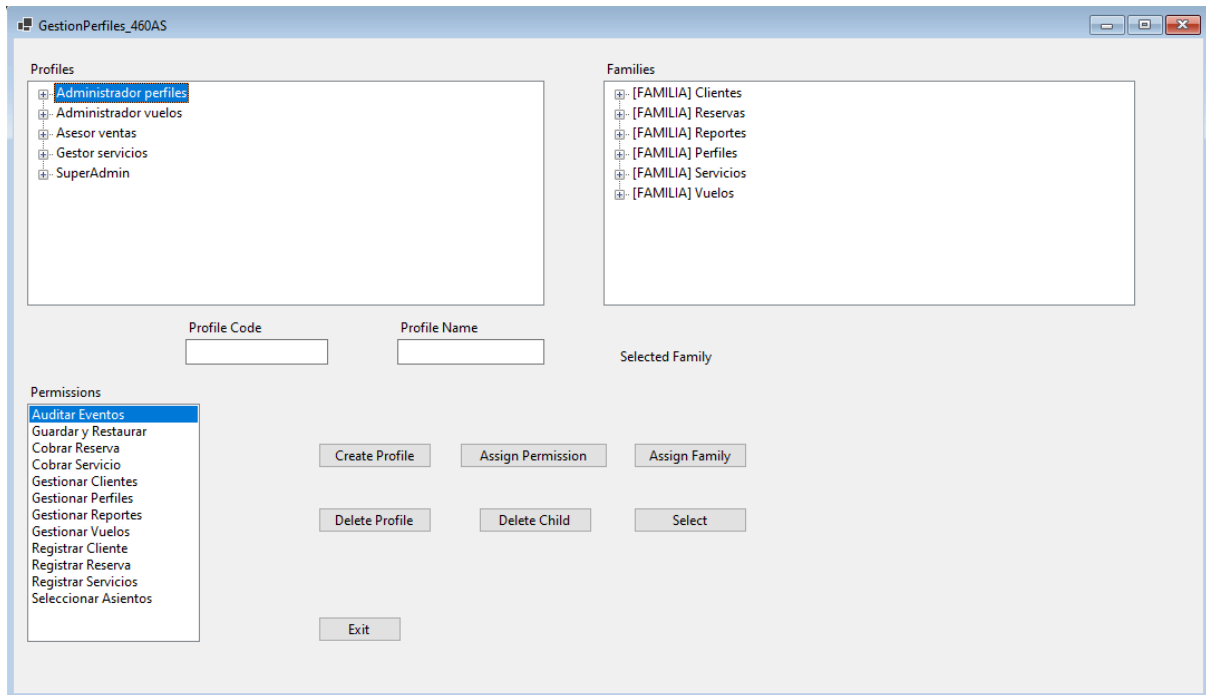 GestionPerfiles_460AS
Profiles
Administrador perfiles
Administrador vuelos
Asesor ventas
Gestor servicios
SuperAdmin
Families
[FAMILIA] Clientes
[FAMILIA] Reservas
[FAMILIA] Reportes
[FAMILIA] Perfiles
[FAMILIA] Servicios
[FAMILIA] Vuelos
Profile Code
Profile Name
Selected Family
Permissions
Auditar Eventos
Guardar y Restaurar
Cobrar Reserva
Cobrar Servicio
Gestionar Clientes
Gestionar Perfiles
Gestionar Reportes
Gestionar Vuelos
Registrar Cliente
Registrar Reserva
Registrar Servicios
Seleccionar Asientos
Create Profile
Assign Permission
Assign Family
Delete Profile
Delete Child
Select
Exit